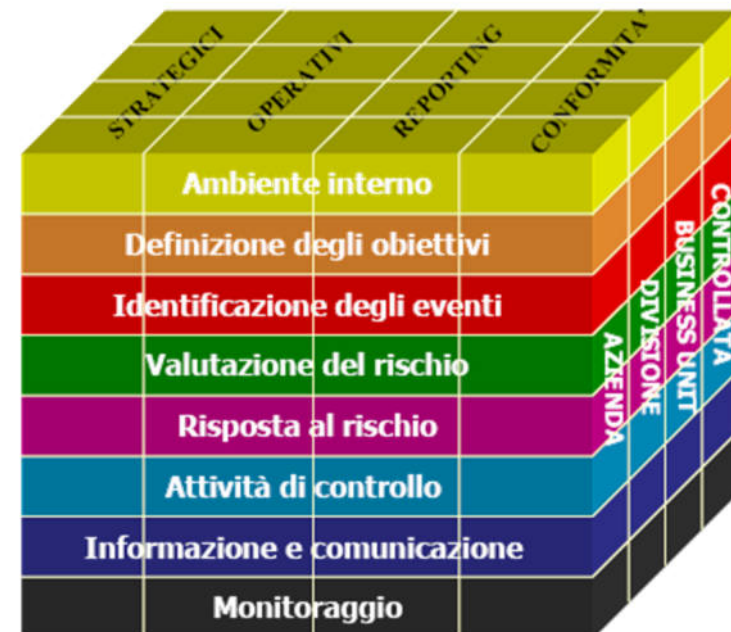 STRATEGICI
OPERATIVI
REPORTING
CONFORMITA'
Ambiente interno
Definizione degli obiettivi
Identificazione degli eventi
Valutazione del rischio
Risposta al rischio
Attività di controllo
Informazione e comunicazione
Monitoraggio
AZIENDA
DIVISIONE
BUSINESS UNIT
CONTROLLATA